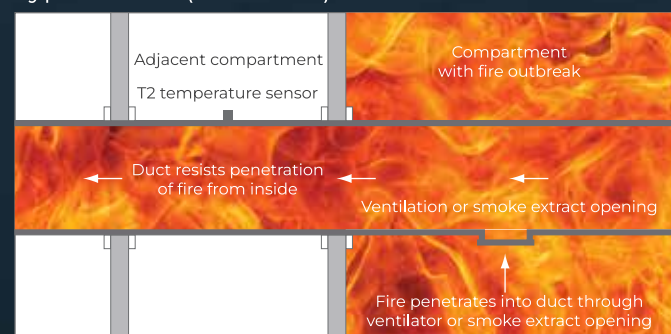 Adjacent compartment
T2 temperature sensor
Compartment
with fire outbreak
Duct resists penetration
of fire from inside
Ventilation or smoke extract opening
Fire penetrates into duct through
ventilator or smoke extract opening